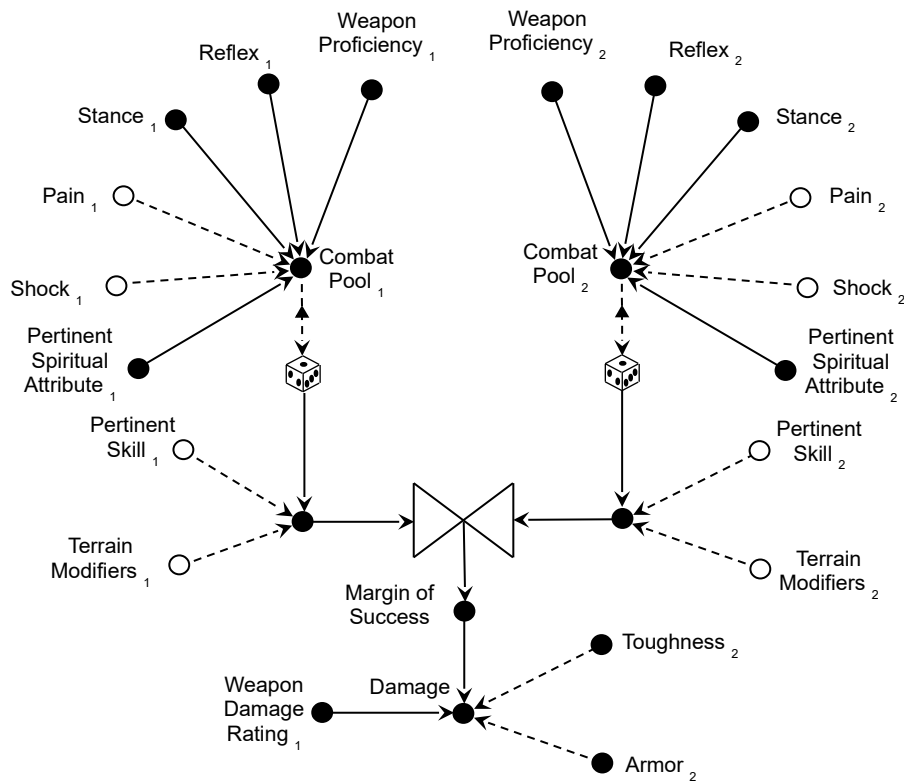 Weapon
Proficiency 1
Weapon
Proficiency 2
Reflex 1
Reflex 2
Stance 1
Stance 2
Pain 1
Pain 2
Combat
Pool 1
Combat
Pool 2
Shock 1
Shock 2
Pertinent
Spiritual
Attribute 1
Pertinent
Spiritual
Attribute 2
Pertinent
Skill 1
Pertinent
Skill 2
Terrain
Modifiers 1
Terrain
Modifiers 2
Margin of
Success
Toughness 2
Damage
Weapon
Damage
Rating 1
Armor 2